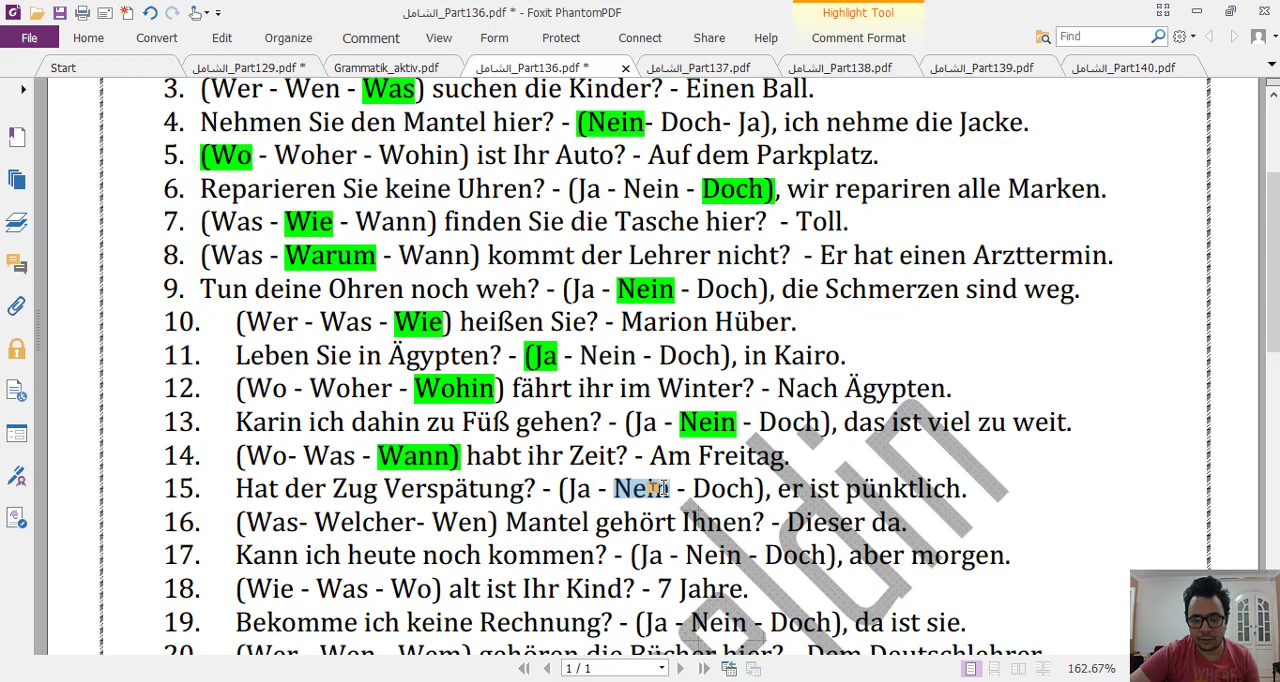 الشامل_Part136.pdf * - Foxit PhantomPDF
Highlight Tool
File Home Convert Edit Organize Comment View Form Protect Connect Share Help Comment Format Find
Start الشامل_Part129.pdf * Grammatik_aktiv.pdf الشامل_Part136.pdf * الشامل_Part137.pdf الشامل_Part138.pdf الشامل_Part139.pdf الشامل_Part140.pdf
3. (Wer - Wen - Was) suchen die Kinder? - Einen Ball.
4. Nehmen Sie den Mantel hier? - (Nein- Doch- Ja), ich nehme die Jacke.
5. (Wo - Woher - Wohin) ist Ihr Auto? - Auf dem Parkplatz.
6. Reparieren Sie keine Uhren? - (Ja - Nein - Doch), wir repariren alle Marken.
7. (Was - Wie - Wann) finden Sie die Tasche hier? - Toll.
8. (Was - Warum - Wann) kommt der Lehrer nicht? - Er hat einen Arzttermin.
9. Tun deine Ohren noch weh? - (Ja - Nein - Doch), die Schmerzen sind weg.
10. (Wer - Was - Wie) heißen Sie? - Marion Hüber.
11. Leben Sie in Ägypten? - (Ja - Nein - Doch), in Kairo.
12. (Wo - Woher - Wohin) fährt ihr im Winter? - Nach Ägypten.
13. Karin ich dahin zu Füß gehen? - (Ja - Nein - Doch), das ist viel zu weit.
14. (Wo- Was - Wann) habt ihr Zeit? - Am Freitag.
15. Hat der Zug Verspätung? - (Ja - Nein - Doch), er ist pünktlich.
16. (Was- Welcher- Wen) Mantel gehört Ihnen? - Dieser da.
17. Kann ich heute noch kommen? - (Ja - Nein - Doch), aber morgen.
18. (Wie - Was - Wo) alt ist Ihr Kind? - 7 Jahre.
19. Bekomme ich keine Rechnung? - (Ja - Nein - Doch), da ist sie.
20. (Wer - Wen - Wem) gehören die Bücher hier? - Dem Deutschlehrer
1 / 1 162.67%